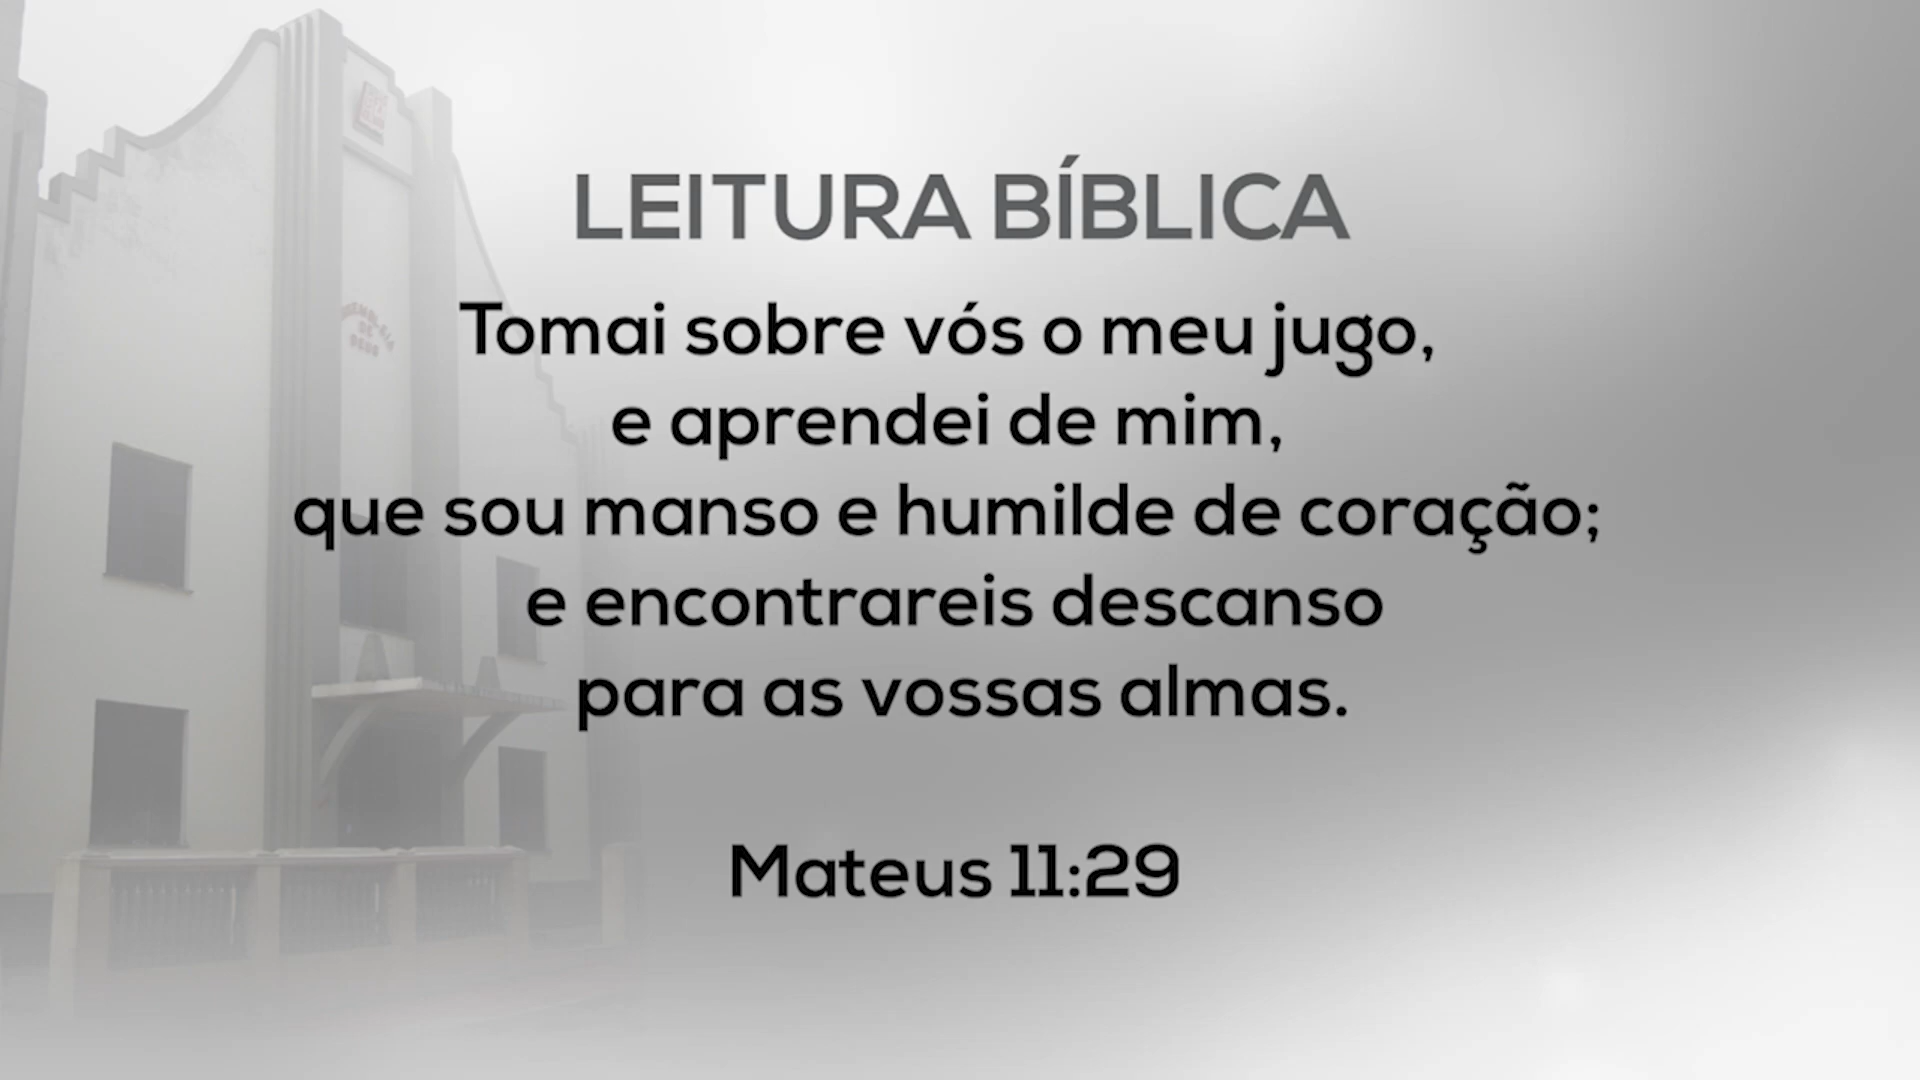 LEITURA BÍBLICA
Tomai sobre vós o meu jugo,
e aprendei de mim,
que sou manso e humilde de coração;
e encontrareis descanso
para as vossas almas.
Mateus 11:29